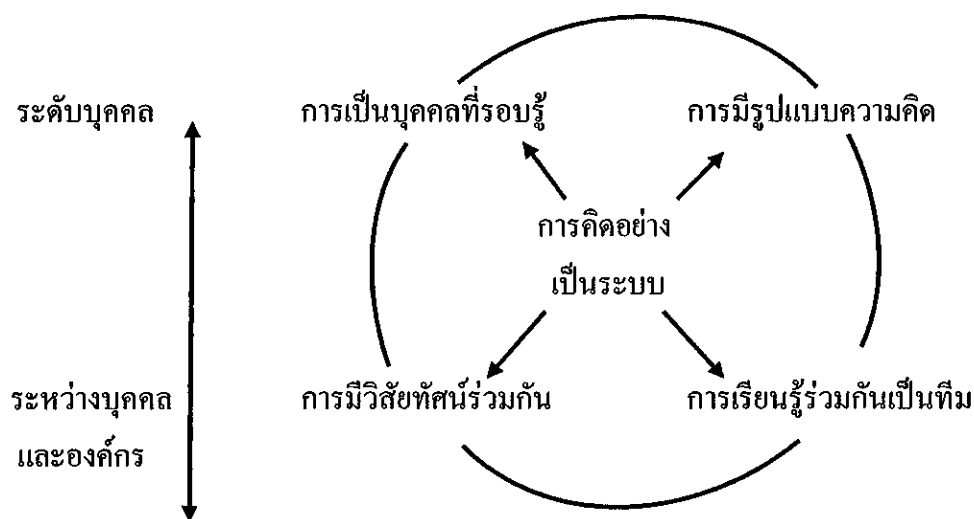 ระดับบุคคล
การเป็นบุคคลที่รอบรู้
การมีรูปแบบความคิด
การคิดอย่าง
เป็นระบบ
ระหว่างบุคคล
และองค์กร
การมีวิสัยทัศน์ร่วมกัน
การเรียนรู้ร่วมกันเป็นทีม